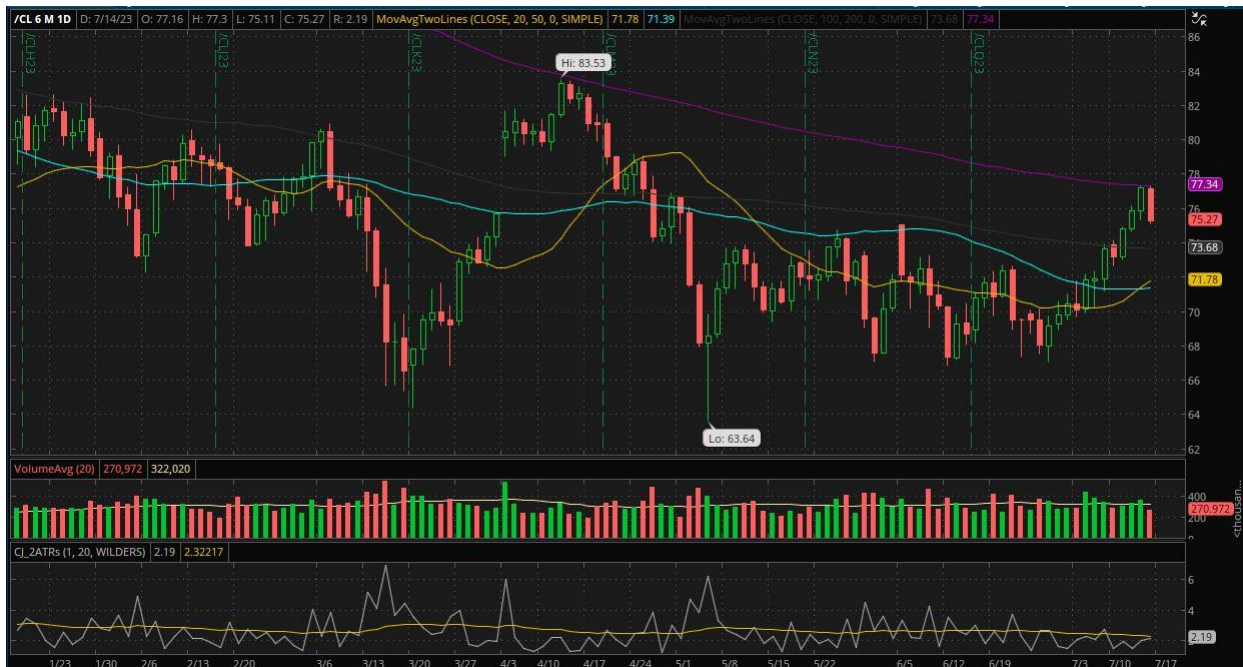 /CL 6 M 1D D: 7/14/23 O: 77.16 H: 77.3 L: 75.11 C: 75.27 R: 2.19 MovAvgTwoLines (CLOSE, 20, 50, 0, SIMPLE) 71.78 71.39 MovAvgTwoLines (CLOSE, 100, 200, 0, SIMPLE) 73.68 77.34
/CLH23
/CLJ23
/CLK23
/CLN23
/CLQ23
Hi: 83.53
Lo: 63.64
86
84
82
80
78
77.34
76
75.27
73.68
71.78
70
68
66
64
62
VolumeAvg (20) 270,972 322,020
400
270,972
200
0
<thousan...
CJ_2ATRs (1, 20, WILDERS) 2.19 2.32217
6
4
2.19
1/23 1/30 2/6 2/13 2/20 3/6 3/13 3/20 3/27 4/3 4/10 4/17 4/24 5/1 5/8 5/15 5/22 6/5 6/12 6/19 7/3 7/10 7/17